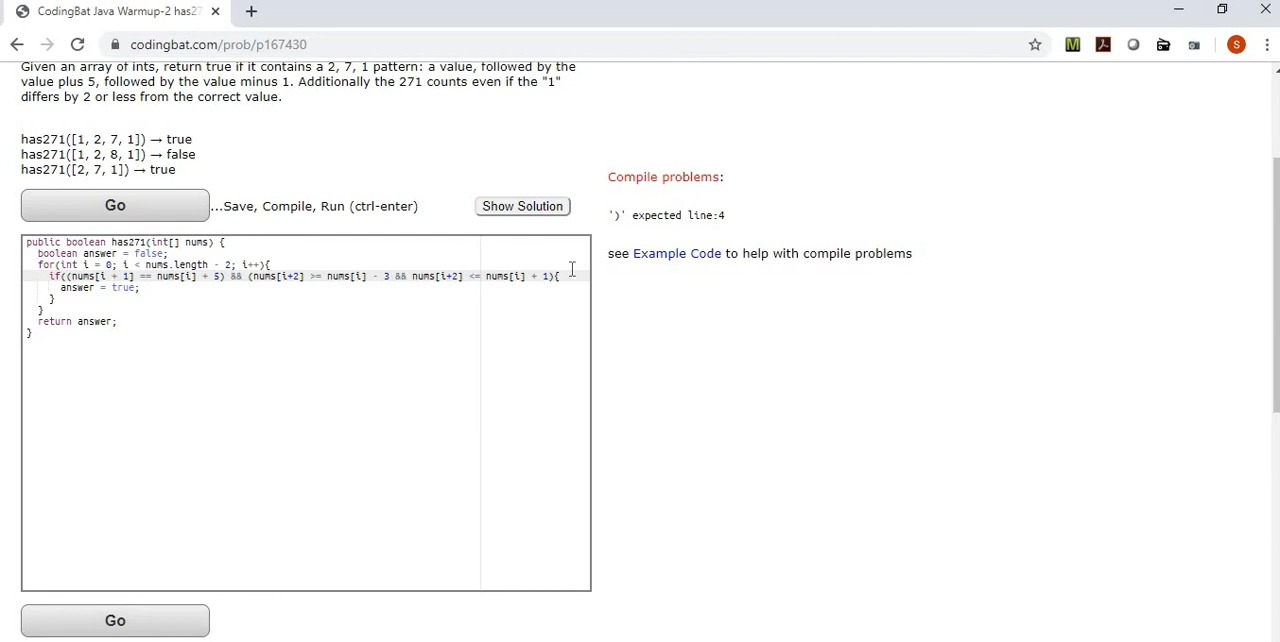 CodingBat Java Warmup-2 has27
codingbat.com/prob/p167430
M
S
Given an array of ints, return true if it contains a 2, 7, 1 pattern: a value, followed by the
value plus 5, followed by the value minus 1. Additionally the 271 counts even if the "1"
differs by 2 or less from the correct value.
has271([1, 2, 7, 1]) → true
has271([1, 2, 8, 1]) → false
has271([2, 7, 1]) → true
Go
...Save, Compile, Run (ctrl-enter)
Show Solution
public boolean has271(int[] nums) {
boolean answer = false;
for(int i = 0; i < nums.length - 2; i++){
if((nums[i + 1] == nums[i] + 5) && (nums[i+2] >= nums[i] - 3 && nums[i+2] <= nums[i] + 1){
answer = true;
}
}
return answer;
}
Compile problems:
')' expected line:4
see Example Code to help with compile problems
Go